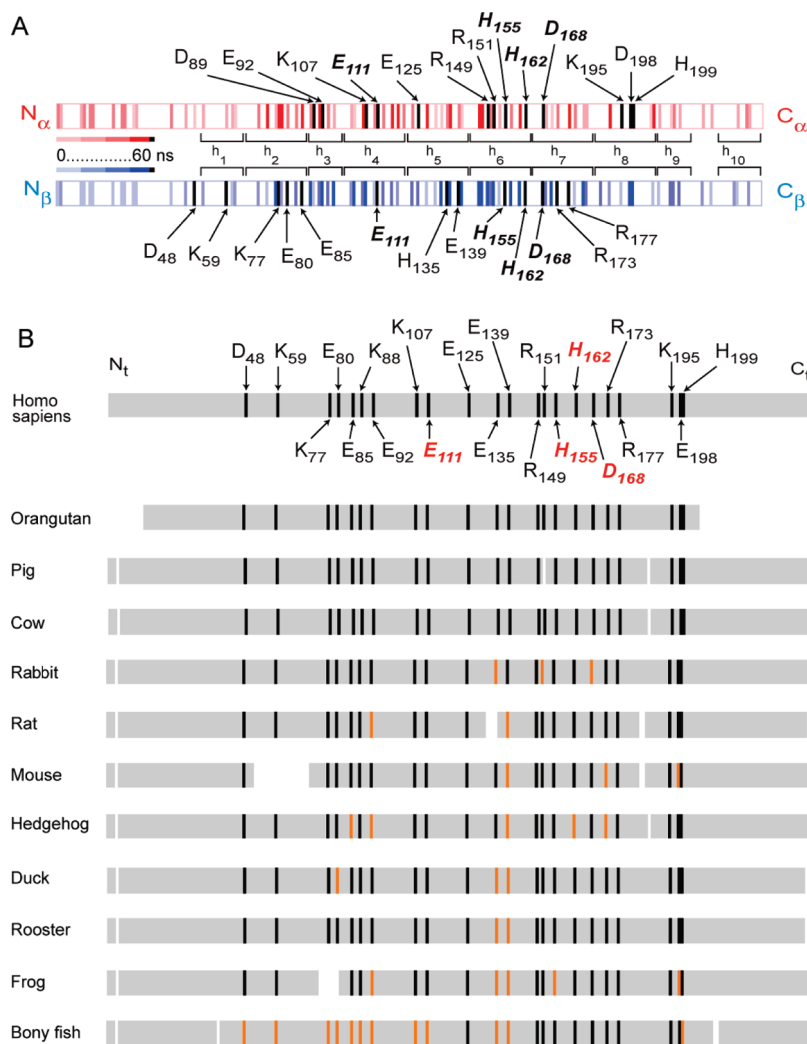 A
D89 E92 K107 E111 E125 R149 R151 H155 H162 D168 K195 D198 H199
Nα Cα
0..............60 ns
h1 h2 h3 h4 h5 h6 h7 h8 h9 h10
Nβ Cβ
D48 K59 K77 E80 E85 E111 H135 E139 H155 H162 D168 R173 R177
B
Nt D48 K59 E80 K88 K107 E125 E139 R151 H162 R173 K195 H199 Ct
Homo
sapiens
K77 E85 E92 E111 E135 R149 H155 D168 R177 E198
Orangutan
Pig
Cow
Rabbit
Rat
Mouse
Hedgehog
Duck
Rooster
Frog
Bony fish